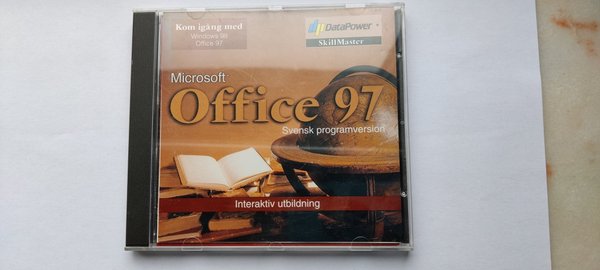 Kom igång med
Windows 98
Office 97
DataPower
SkillMaster
Microsoft
Office 97
Svensk programversion
Interaktiv utbildning